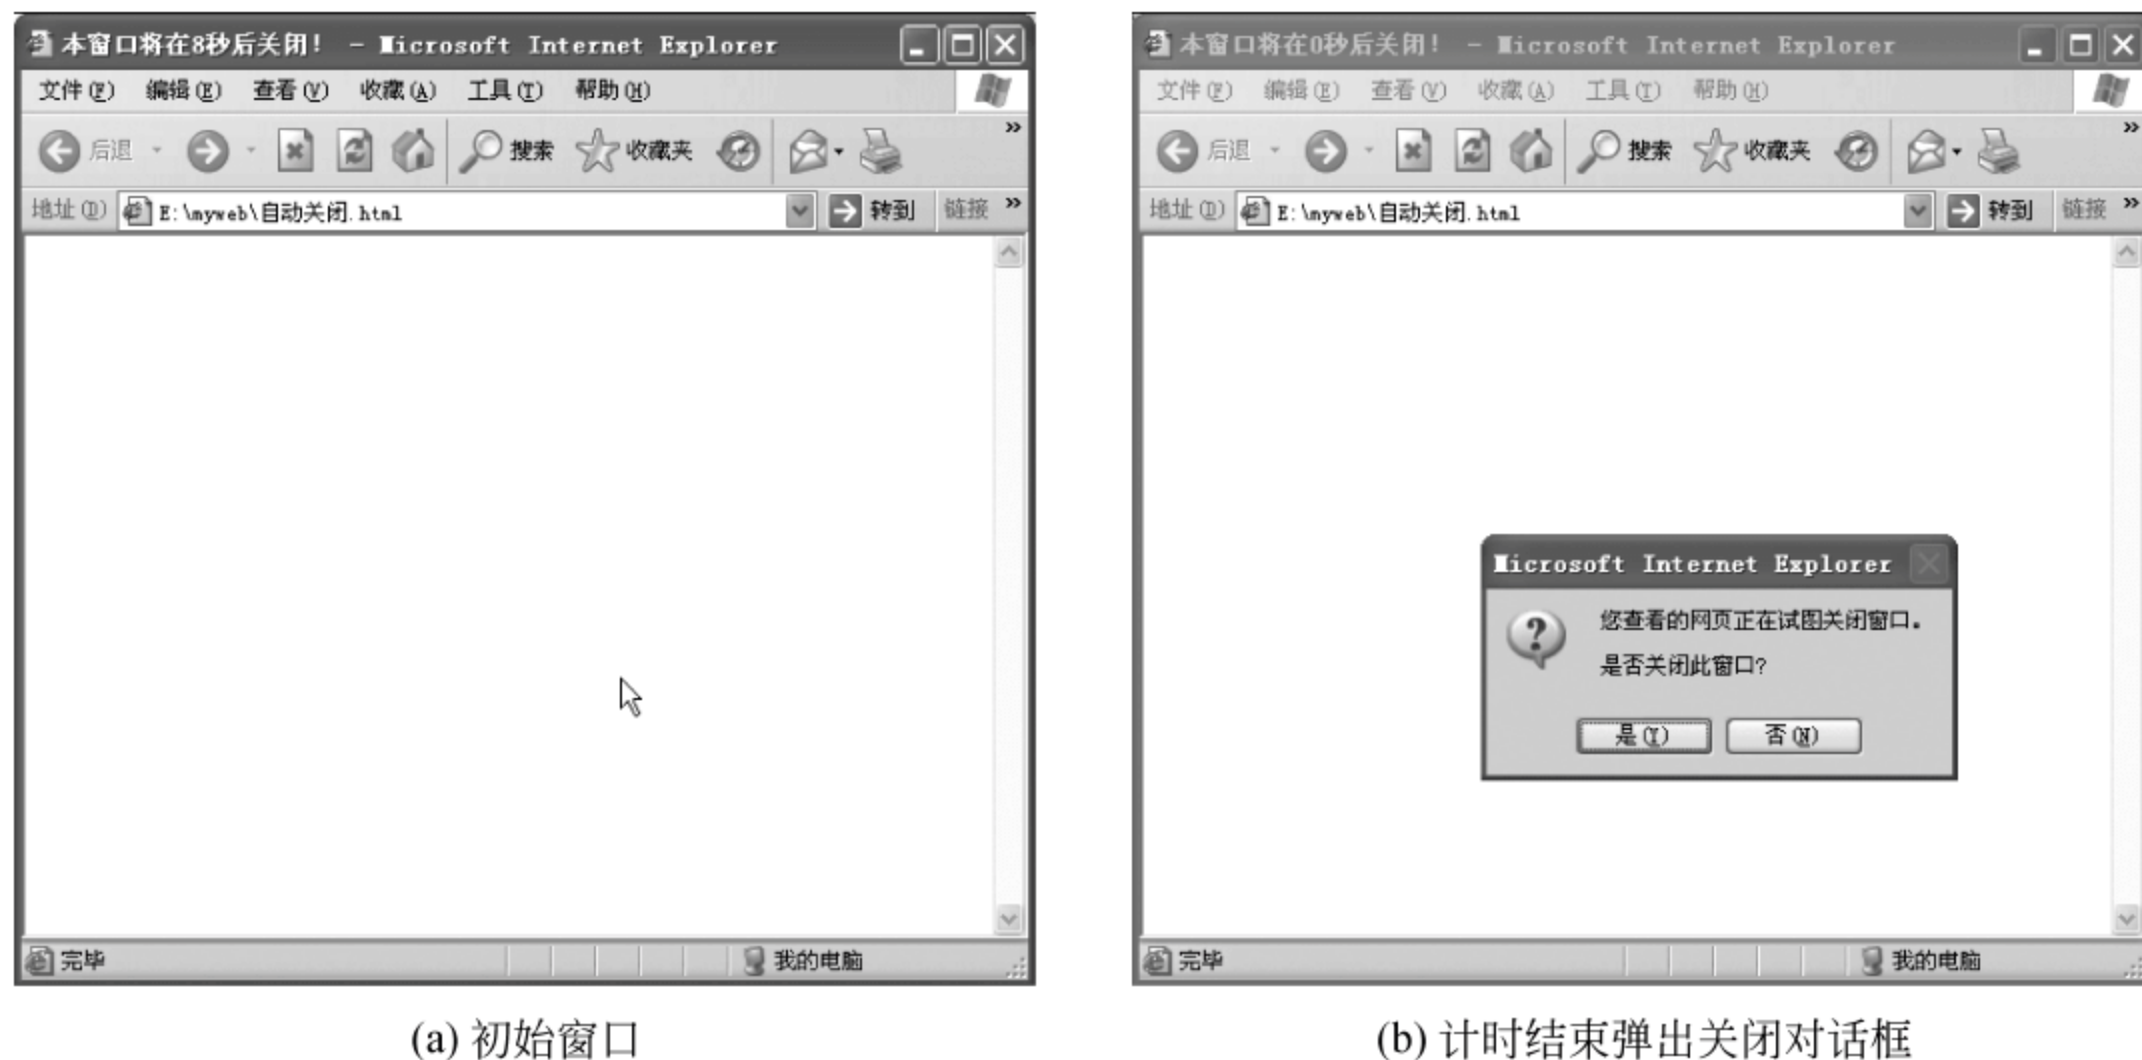 本窗口将在8秒后关闭! - Microsoft Internet Explorer
文件(F) 编辑(E) 查看(V) 收藏(A) 工具(T) 帮助(H)
后退 搜索 收藏夹 »
地址(D) E:\myweb\自动关闭.html 转到 链接 »
完毕 我的电脑
(a) 初始窗口
本窗口将在0秒后关闭! - Microsoft Internet Explorer
文件(F) 编辑(E) 查看(V) 收藏(A) 工具(T) 帮助(H)
后退 搜索 收藏夹 »
地址(D) E:\myweb\自动关闭.html 转到 链接 »
Microsoft Internet Explorer
您查看的网页正在试图关闭窗口。
是否关闭此窗口?
是(Y) 否(N)
完毕 我的电脑
(b) 计时结束弹出关闭对话框